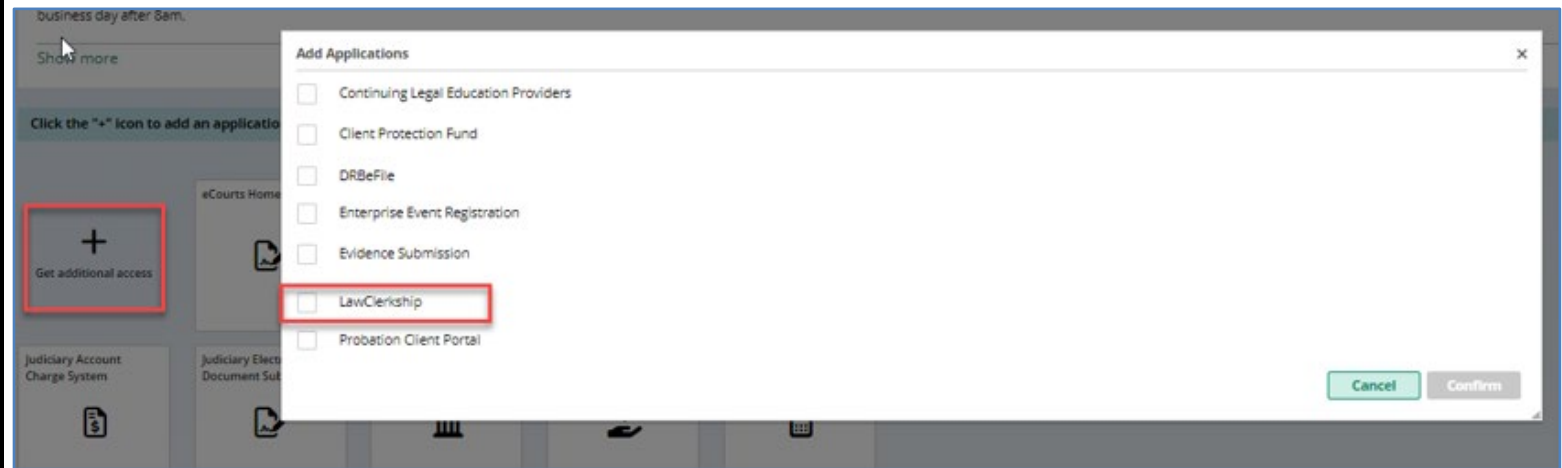 business day after 8am.
Show more
Click the "+" icon to add an applicatio
Get additional access
eCourts Home
Judiciary Account
Charge System
Judiciary Electr
Document Sub
Add Applications
Continuing Legal Education Providers
Client Protection Fund
DRBeFile
Enterprise Event Registration
Evidence Submission
LawClerkship
Probation Client Portal
Cancel
Confirm